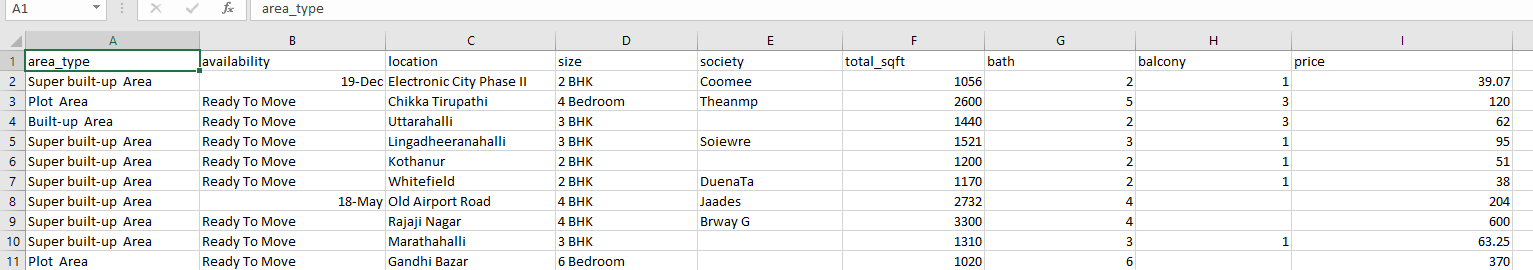 A1 fx area_type
A B C D E F G H I
1 area_type availability location size society total_sqft bath balcony price
2 Super built-up Area 19-Dec Electronic City Phase II 2 BHK Coomee 1056 2 1 39.07
3 Plot Area Ready To Move Chikka Tirupathi 4 Bedroom Theanmp 2600 5 3 120
4 Built-up Area Ready To Move Uttarahalli 3 BHK 1440 2 3 62
5 Super built-up Area Ready To Move Lingadheeranahalli 3 BHK Soiewre 1521 3 1 95
6 Super built-up Area Ready To Move Kothanur 2 BHK 1200 2 1 51
7 Super built-up Area Ready To Move Whitefield 2 BHK DuenaTa 1170 2 1 38
8 Super built-up Area 18-May Old Airport Road 4 BHK Jaades 2732 4 204
9 Super built-up Area Ready To Move Rajaji Nagar 4 BHK Brway G 3300 4 600
10 Super built-up Area Ready To Move Marathahalli 3 BHK 1310 3 1 63.25
11 Plot Area Ready To Move Gandhi Bazar 6 Bedroom 1020 6 370